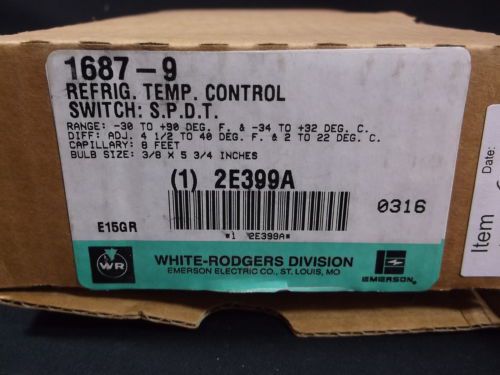 1687-9
REFRIG. TEMP. CONTROL
SWITCH: S.P.D.T.
RANGE: -30 TO +90 DEG. F. & -34 TO +32 DEG. C.
DIFF: ADJ. 4 1/2 TO 40 DEG. F. & 2 TO 22 DEG. C.
CAPILLARY: 8 FEET
BULB SIZE: 3/8 X 5 3/4 INCHES
(1) 2E399A
0316
E15GR
*1 2E399A*
WR
WHITE-RODGERS DIVISION
EMERSON ELECTRIC CO., ST. LOUIS, MO
EMERSON®
Date:
Item